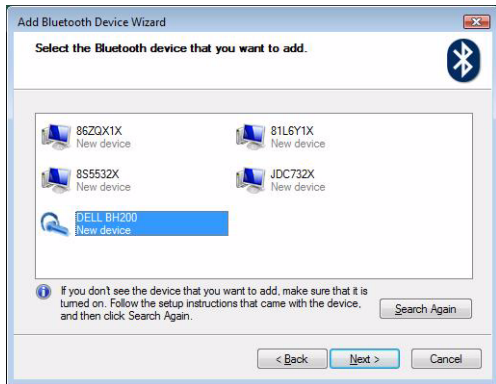 Add Bluetooth Device Wizard
Select the Bluetooth device that you want to add.
86ZQX1X
New device
81L6Y1X
New device
8S5532X
New device
JDC732X
New device
DELL BH200
New device
If you don't see the device that you want to add, make sure that it is
turned on. Follow the setup instructions that came with the device,
and then click Search Again.
Search Again
< Back
Next >
Cancel